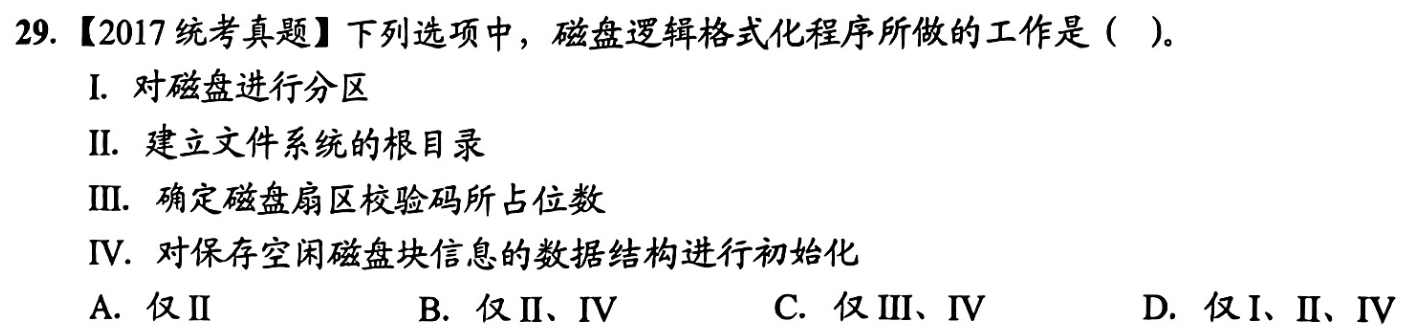 29.【2017 统考真题】下列选项中，磁盘逻辑格式化程序所做的工作是（ ）。
I. 对磁盘进行分区
II. 建立文件系统的根目录
III. 确定磁盘扇区校验码所占位数
IV. 对保存空闲磁盘块信息的数据结构进行初始化
A. 仅 II B. 仅 II、IV C. 仅 III、IV D. 仅 I、II、IV